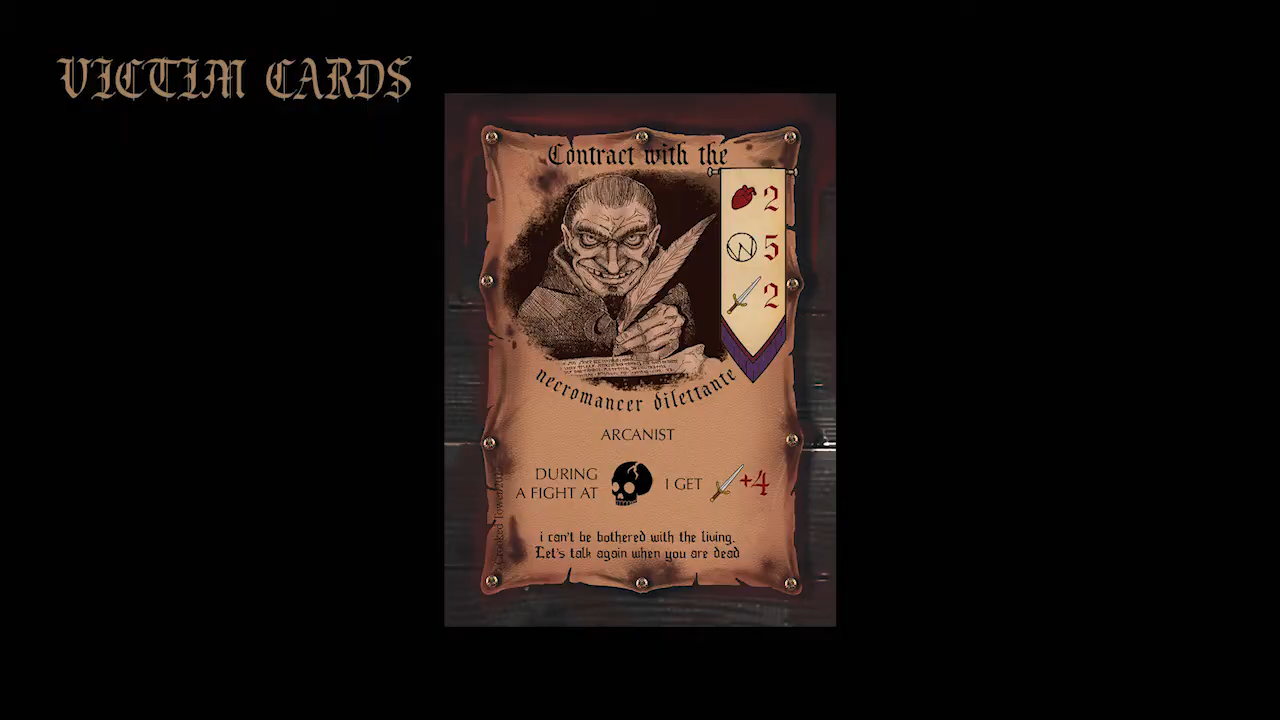 VICTIM CARDS
Contract with the
2
5
2
necromancer dilettante
ARCANIST
DURING
A FIGHT AT
I GET
+4
i can't be bothered with the living.
Let's talk again when you are dead